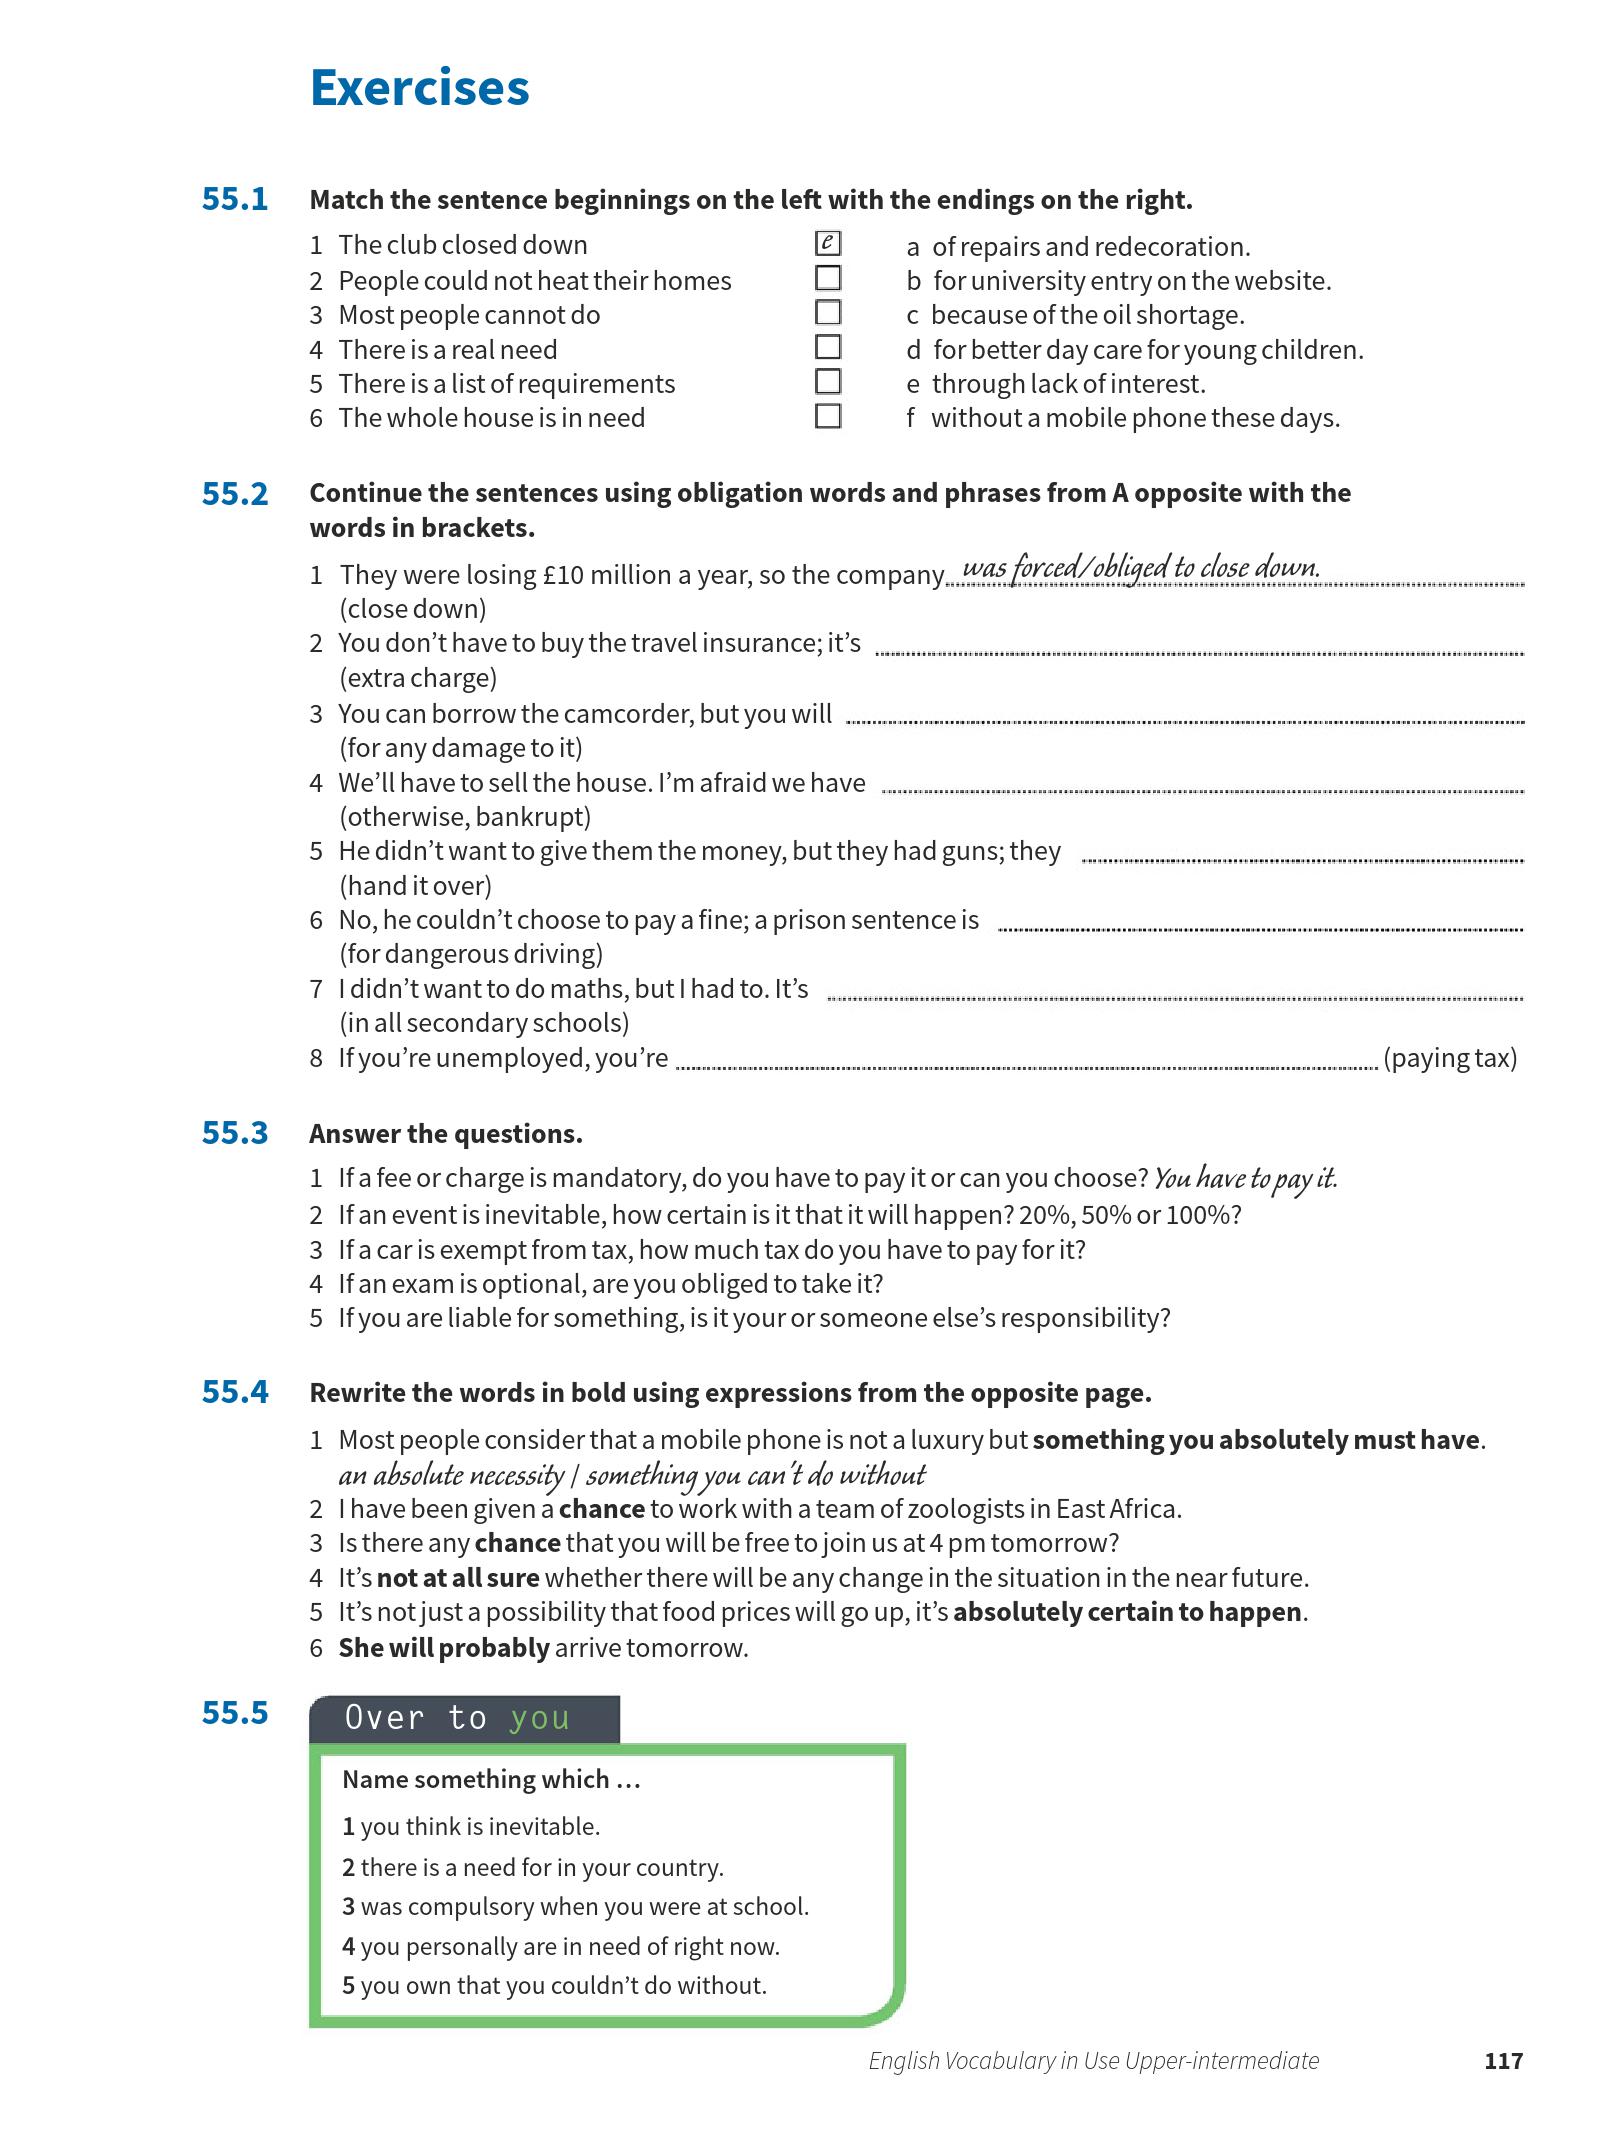 Exercises
55.1 Match the sentence beginnings on the left with the endings on the right.
1 The club closed down e a of repairs and redecoration.
2 People could not heat their homes b for university entry on the website.
3 Most people cannot do c because of the oil shortage.
4 There is a real need d for better day care for young children.
5 There is a list of requirements e through lack of interest.
6 The whole house is in need f without a mobile phone these days.
55.2 Continue the sentences using obligation words and phrases from A opposite with the
words in brackets.
1 They were losing £10 million a year, so the company was forced/obliged to close down.
(close down)
2 You don't have to buy the travel insurance; it's
(extra charge)
3 You can borrow the camcorder, but you will
(for any damage to it)
4 We'll have to sell the house. I'm afraid we have
(otherwise, bankrupt)
5 He didn't want to give them the money, but they had guns; they
(hand it over)
6 No, he couldn't choose to pay a fine; a prison sentence is
(for dangerous driving)
7 I didn't want to do maths, but I had to. It's
(in all secondary schools)
8 If you're unemployed, you're (paying tax)
55.3 Answer the questions.
1 If a fee or charge is mandatory, do you have to pay it or can you choose? You have to pay it.
2 If an event is inevitable, how certain is it that it will happen? 20%, 50% or 100%?
3 If a car is exempt from tax, how much tax do you have to pay for it?
4 If an exam is optional, are you obliged to take it?
5 If you are liable for something, is it your or someone else's responsibility?
55.4 Rewrite the words in bold using expressions from the opposite page.
1 Most people consider that a mobile phone is not a luxury but something you absolutely must have.
an absolute necessity / something you can't do without
2 I have been given a chance to work with a team of zoologists in East Africa.
3 Is there any chance that you will be free to join us at 4 pm tomorrow?
4 It's not at all sure whether there will be any change in the situation in the near future.
5 It's not just a possibility that food prices will go up, it's absolutely certain to happen.
6 She will probably arrive tomorrow.
55.5 Over to you
Name something which …
1 you think is inevitable.
2 there is a need for in your country.
3 was compulsory when you were at school.
4 you personally are in need of right now.
5 you own that you couldn't do without.
English Vocabulary in Use Upper-intermediate 117